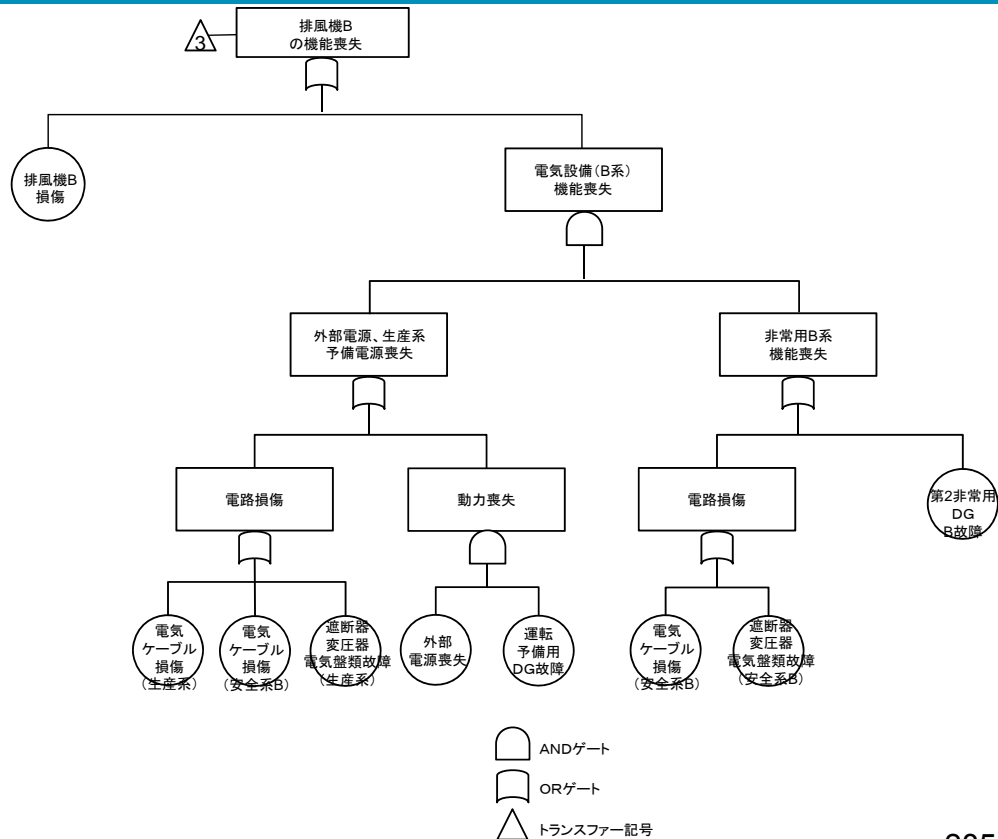 3
排風機B
の機能喪失
排風機B
損傷
電気設備(B系)
機能喪失
外部電源、生産系
予備電源喪失
非常用B系
機能喪失
電路損傷
動力喪失
電路損傷
第2非常用
DG
B故障
電気
ケーブル
損傷
(生産系)
電気
ケーブル
損傷
(安全系B)
遮断器
変圧器
電気盤類故障
(生産系)
外部
電源喪失
運転
予備用
DG故障
電気
ケーブル
損傷
(安全系B)
遮断器
変圧器
電気盤類故障
(安全系B)
ANDゲート
ORゲート
トランスファー記号